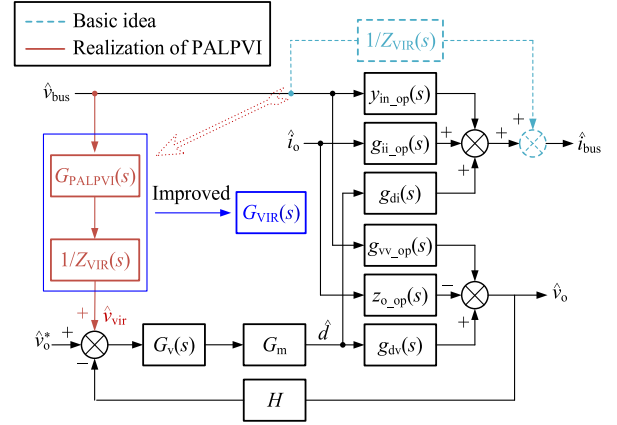 Basic idea
Realization of PALPVI
1/Z_VIR(s)
v̂_bus
y_in_op(s)
î_o
g_ii_op(s)
+
+
+
+
+
î_bus
G_PALPVI(s)
Improved
G_VIR(s)
g_di(s)
1/Z_VIR(s)
g_vv_op(s)
z_o_op(s)
−
v̂_o
+
v̂_vir
v̂_o*
+
−
G_v(s)
G_m
d̂
g_dv(s)
+
H